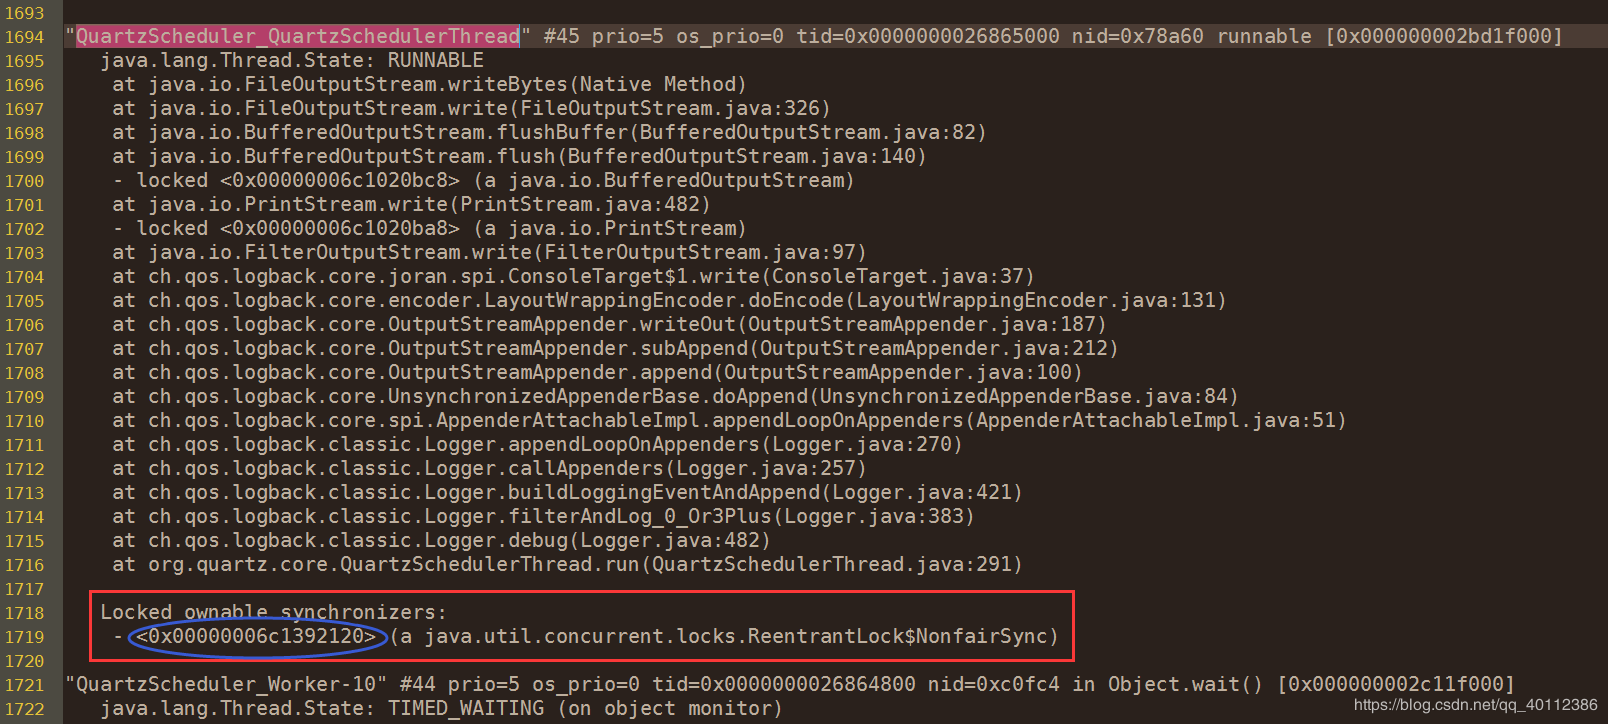 1693
1694 "QuartzScheduler_QuartzSchedulerThread" #45 prio=5 os_prio=0 tid=0x0000000026865000 nid=0x78a60 runnable [0x000000002bd1f000]
1695 java.lang.Thread.State: RUNNABLE
1696 at java.io.FileOutputStream.writeBytes(Native Method)
1697 at java.io.FileOutputStream.write(FileOutputStream.java:326)
1698 at java.io.BufferedOutputStream.flushBuffer(BufferedOutputStream.java:82)
1699 at java.io.BufferedOutputStream.flush(BufferedOutputStream.java:140)
1700 - locked <0x00000006c1020bc8> (a java.io.BufferedOutputStream)
1701 at java.io.PrintStream.write(PrintStream.java:482)
1702 - locked <0x00000006c1020ba8> (a java.io.PrintStream)
1703 at java.io.FilterOutputStream.write(FilterOutputStream.java:97)
1704 at ch.qos.logback.core.joran.spi.ConsoleTarget$1.write(ConsoleTarget.java:37)
1705 at ch.qos.logback.core.encoder.LayoutWrappingEncoder.doEncode(LayoutWrappingEncoder.java:131)
1706 at ch.qos.logback.core.OutputStreamAppender.writeOut(OutputStreamAppender.java:187)
1707 at ch.qos.logback.core.OutputStreamAppender.subAppend(OutputStreamAppender.java:212)
1708 at ch.qos.logback.core.OutputStreamAppender.append(OutputStreamAppender.java:100)
1709 at ch.qos.logback.core.UnsynchronizedAppenderBase.doAppend(UnsynchronizedAppenderBase.java:84)
1710 at ch.qos.logback.core.spi.AppenderAttachableImpl.appendLoopOnAppenders(AppenderAttachableImpl.java:51)
1711 at ch.qos.logback.classic.Logger.appendLoopOnAppenders(Logger.java:270)
1712 at ch.qos.logback.classic.Logger.callAppenders(Logger.java:257)
1713 at ch.qos.logback.classic.Logger.buildLoggingEventAndAppend(Logger.java:421)
1714 at ch.qos.logback.classic.Logger.filterAndLog_0_Or3Plus(Logger.java:383)
1715 at ch.qos.logback.classic.Logger.debug(Logger.java:482)
1716 at org.quartz.core.QuartzSchedulerThread.run(QuartzSchedulerThread.java:291)
1717
1718 Locked ownable synchronizers:
1719 - <0x00000006c1392120> (a java.util.concurrent.locks.ReentrantLock$NonfairSync)
1720
1721 "QuartzScheduler_Worker-10" #44 prio=5 os_prio=0 tid=0x0000000026864800 nid=0xc0fc4 in Object.wait() [0x000000002c11f000]
1722 java.lang.Thread.State: TIMED_WAITING (on object monitor)
https://blog.csdn.net/qq_40112386